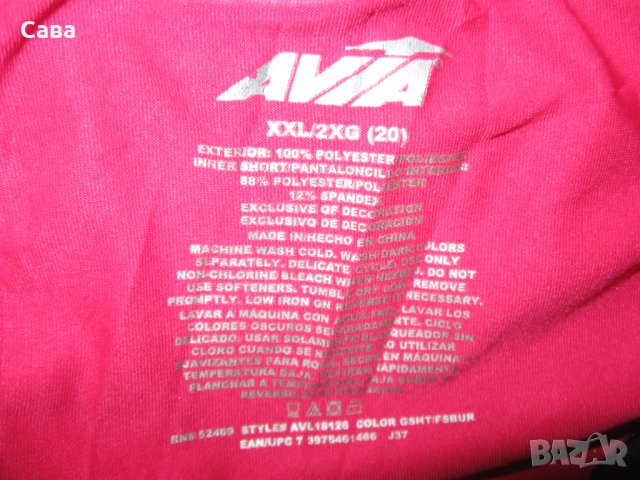 Сава
AVIA
XXL/2XG (20)
EXTERIOR: 100% POLYESTER/POLIESTER
INNER SHORT/PANTALONCILLO INTERIOR:
88% POLYESTER/POLIESTER
12% SPANDEX
EXCLUSIVE OF DECORATION
EXCLUSIVO DE DECORACION
MADE IN/HECHO EN CHINA
MACHINE WASH COLD. WASH DARK COLORS
SEPARATELY. DELICATE CYCLE. USE ONLY
NON-CHLORINE BLEACH WHEN NEEDED. DO NOT
USE SOFTENERS. TUMBLE DRY LOW. REMOVE
PROMPTLY. LOW IRON ON REVERSE IF NECESSARY.
LAVAR A MÁQUINA CON AGUA FRÍA. LAVAR LOS
COLORES OSCUROS SEPARADAMENTE. CICLO
DELICADO. USAR SOLAMENTE BLANQUEADOR SIN
CLORO CUANDO SE NECESITE. NO UTILIZAR
SUAVIZANTES PARA ROPA. SECAR EN MÁQUINA A
TEMPERATURA BAJA. RETIRAR RÁPIDAMENTE.
PLANCHAR A TEMPERATURA BAJA SOBRE EL
REVERSO SI ES NECESARIO.
RN# 52469 STYLE# AVL18126 COLOR GSHT/FSBUR
EAN/UPC 7 3975461466 J37
BAZAR